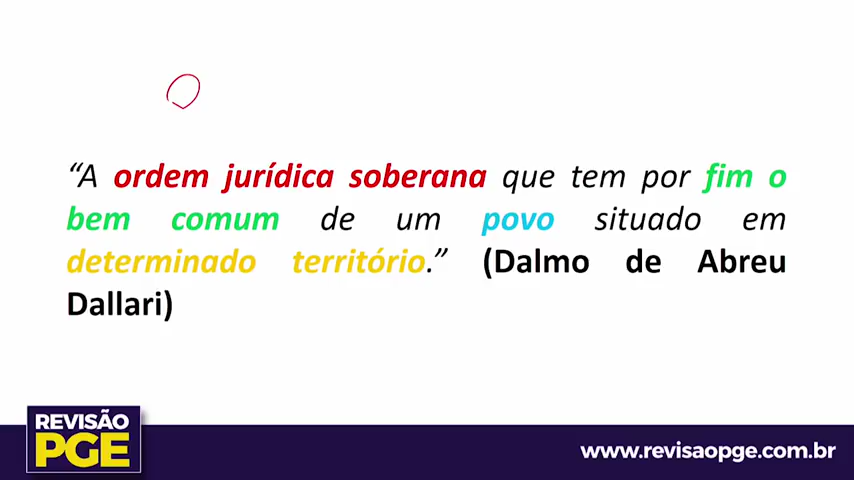 “A ordem jurídica soberana que tem por fim o
bem comum de um povo situado em
determinado território.” (Dalmo de Abreu
Dallari)
REVISÃO
PGE
www.revisaopge.com.br